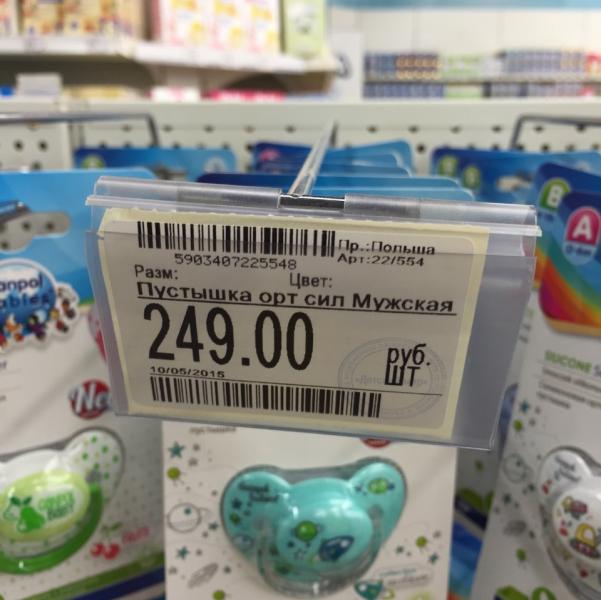 Пр.:Польша
5903407225548
Арт:22/554
Разм:
Цвет:
Пустышка орт сил Мужская
249.00
руб.
ШТ
10/05/2015
B
A
SILICONE